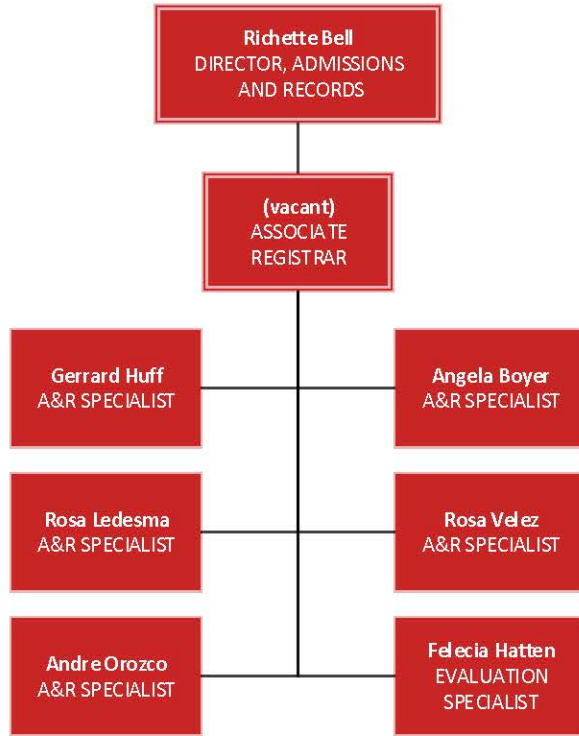 Richette Bell
DIRECTOR, ADMISSIONS
AND RECORDS
(vacant)
ASSOCIATE
REGISTRAR
Gerrard Huff
A&R SPECIALIST
Angela Boyer
A&R SPECIALIST
Rosa Ledesma
A&R SPECIALIST
Rosa Velez
A&R SPECIALIST
Andre Orozco
A&R SPECIALIST
Felecia Hatten
EVALUATION
SPECIALIST